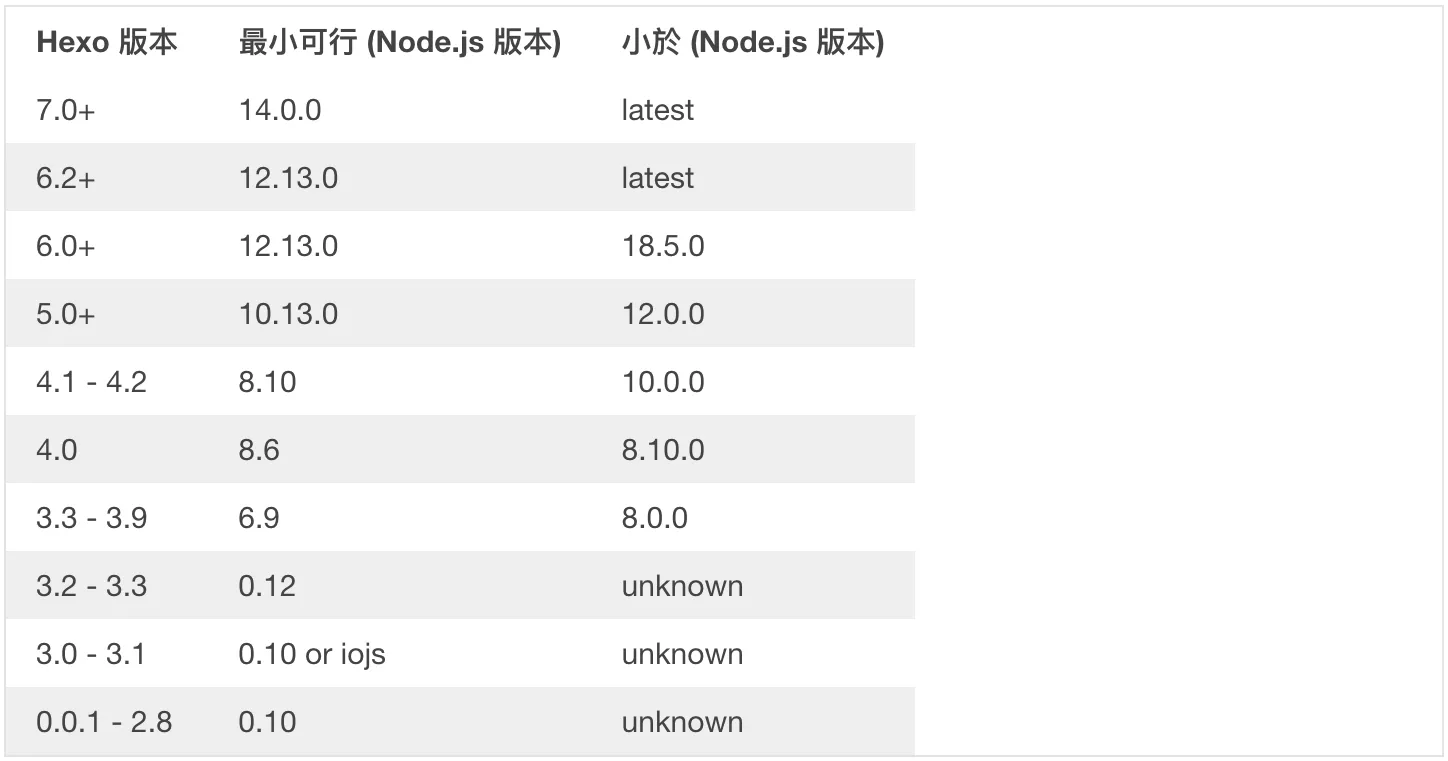 Hexo 版本 最小可行 (Node.js 版本) 小於 (Node.js 版本)
7.0+ 14.0.0 latest
6.2+ 12.13.0 latest
6.0+ 12.13.0 18.5.0
5.0+ 10.13.0 12.0.0
4.1 - 4.2 8.10 10.0.0
4.0 8.6 8.10.0
3.3 - 3.9 6.9 8.0.0
3.2 - 3.3 0.12 unknown
3.0 - 3.1 0.10 or iojs unknown
0.0.1 - 2.8 0.10 unknown